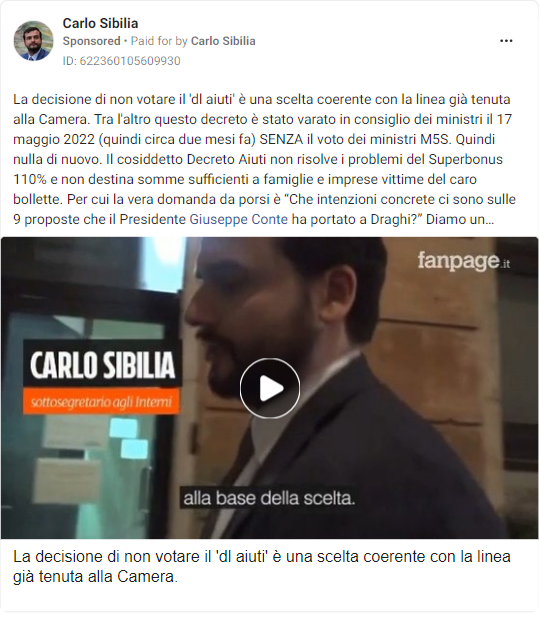 Carlo Sibilia
Sponsored • Paid for by Carlo Sibilia
ID: 622360105609930
La decisione di non votare il 'dl aiuti' è una scelta coerente con la linea già tenuta
alla Camera. Tra l'altro questo decreto è stato varato in consiglio dei ministri il 17
maggio 2022 (quindi circa due mesi fa) SENZA il voto dei ministri M5S. Quindi
nulla di nuovo. Il cosiddetto Decreto Aiuti non risolve i problemi del Superbonus
110% e non destina somme sufficienti a famiglie e imprese vittime del caro
bollette. Per cui la vera domanda da porsi è “Che intenzioni concrete ci sono sulle
9 proposte che il Presidente Giuseppe Conte ha portato a Draghi?” Diamo un…
fanpage.it
CARLO SIBILIA
sottosegretario agli Interni
alla base della scelta.
La decisione di non votare il 'dl aiuti' è una scelta coerente con la linea
già tenuta alla Camera.